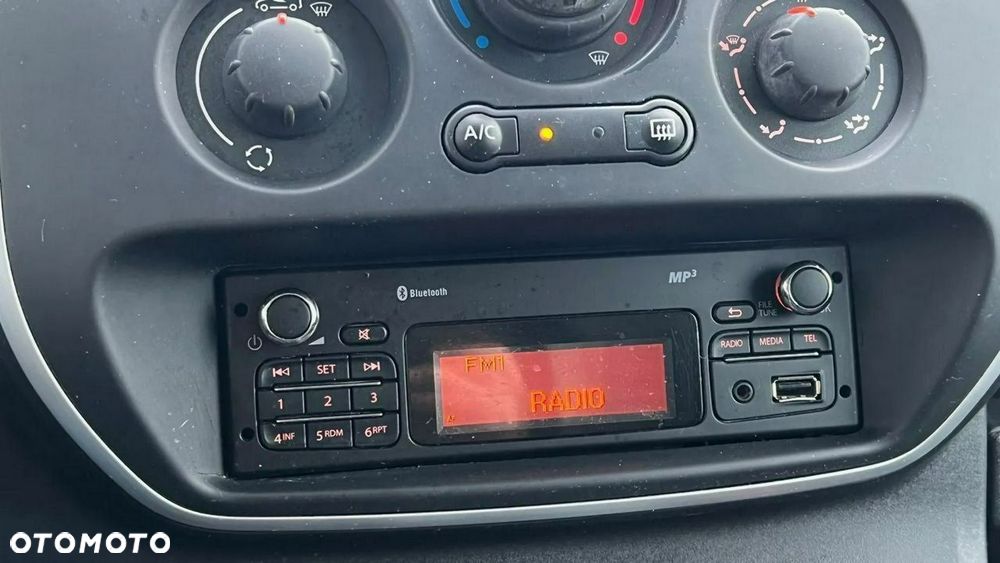 A/C
Bluetooth
MP3
FILE
TUNE
RADIO MEDIA TEL
SET
1 2 3
4 INF 5 RDM 6 RPT
FM1
RADIO
OTOMOTO